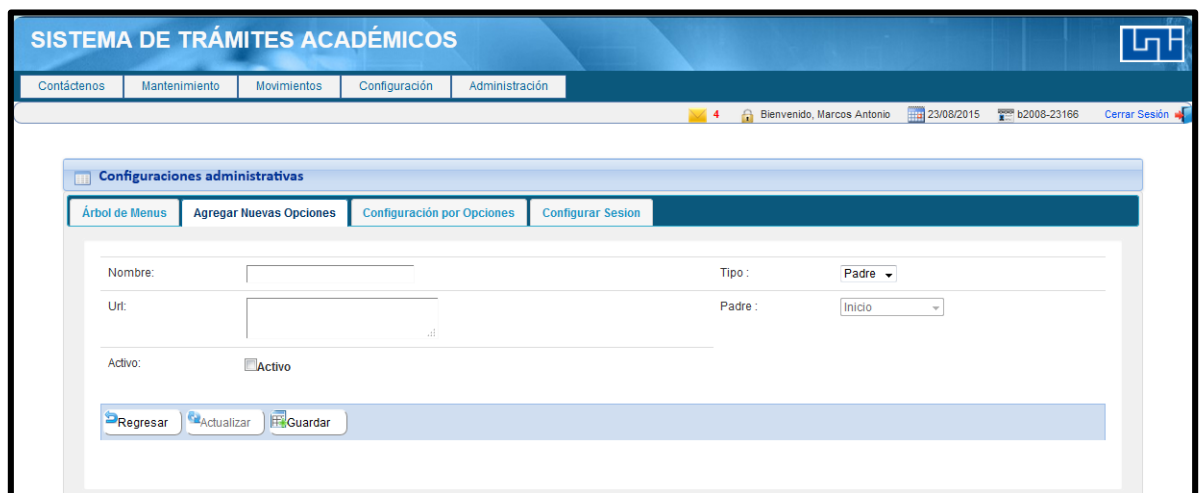 SISTEMA DE TRÁMITES ACADÉMICOS
Contáctenos Mantenimiento Movimientos Configuración Administración
4 Bienvenido, Marcos Antonio 23/08/2015 b2008-23166 Cerrar Sesión
Configuraciones administrativas
Árbol de Menus Agregar Nuevas Opciones Configuración por Opciones Configurar Sesion
Nombre: Tipo : Padre
Url: Padre : Inicio
Activo: Activo
Regresar Actualizar Guardar